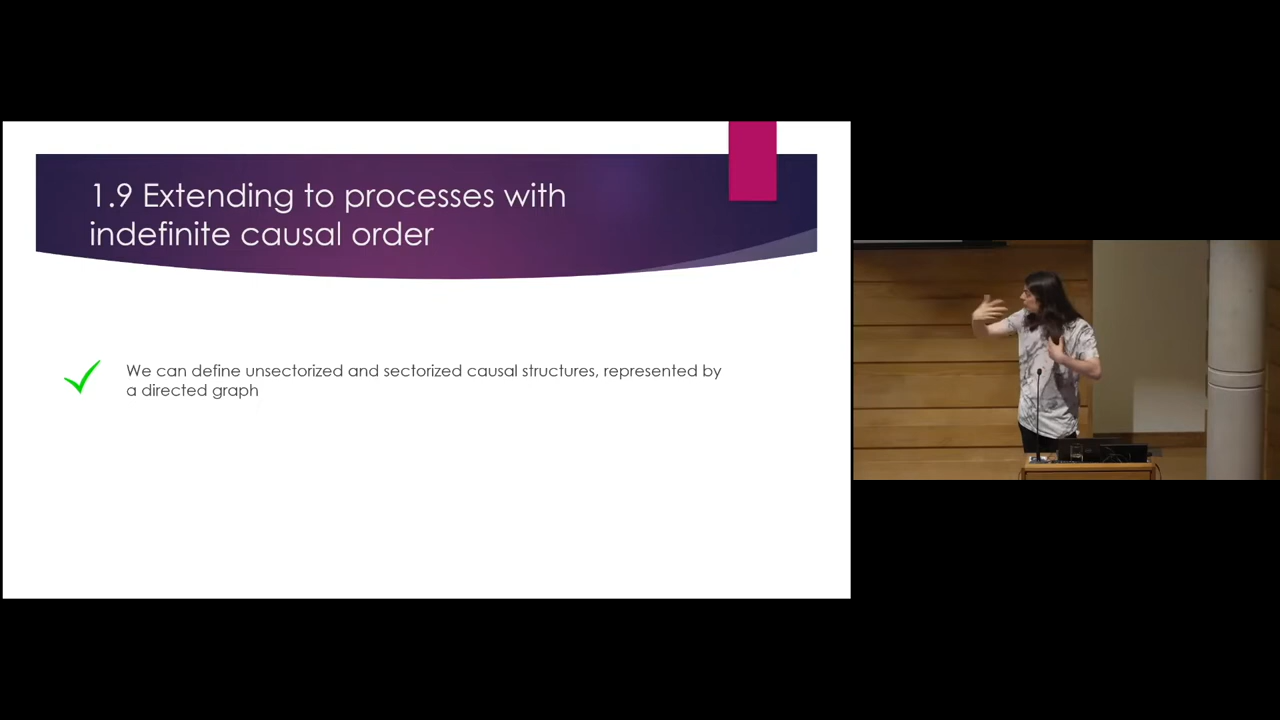 1.9 Extending to processes with
indefinite causal order
We can define unsectorized and sectorized causal structures, represented by
a directed graph